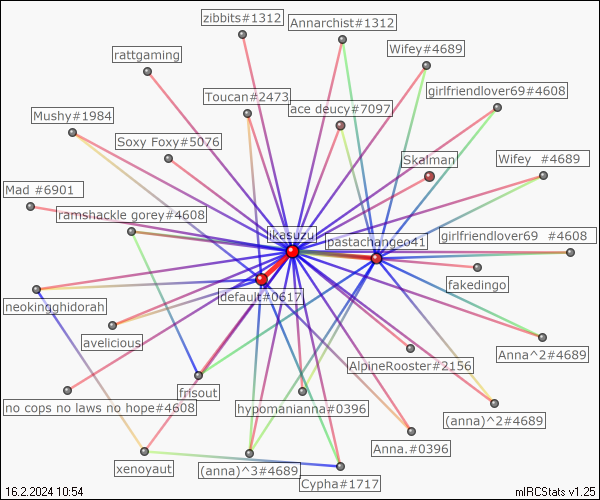 zibbits#1312
Annarchist#1312
rattgaming
Wifey#4689
girlfriendlover69#4608
Toucan#2473
ace deucy#7097
Mushy#1984
Soxy Foxy#5076
Skalman
Wifey #4689
Mad #6901
ramshackle gorey#4608
ikasuzu
pastachangeo41
girlfriendlover69 #4608
fakedingo
default#0617
neokingghidorah
avelicious
Anna^2#4689
AlpineRooster#2156
frisout
no cops no laws no hope#4608
hypomanianna#0396
(anna)^2#4689
Anna.#0396
xenoyaut
(anna)^3#4689
Cypha#1717
16.2.2024 10:54
mIRCStats v1.25